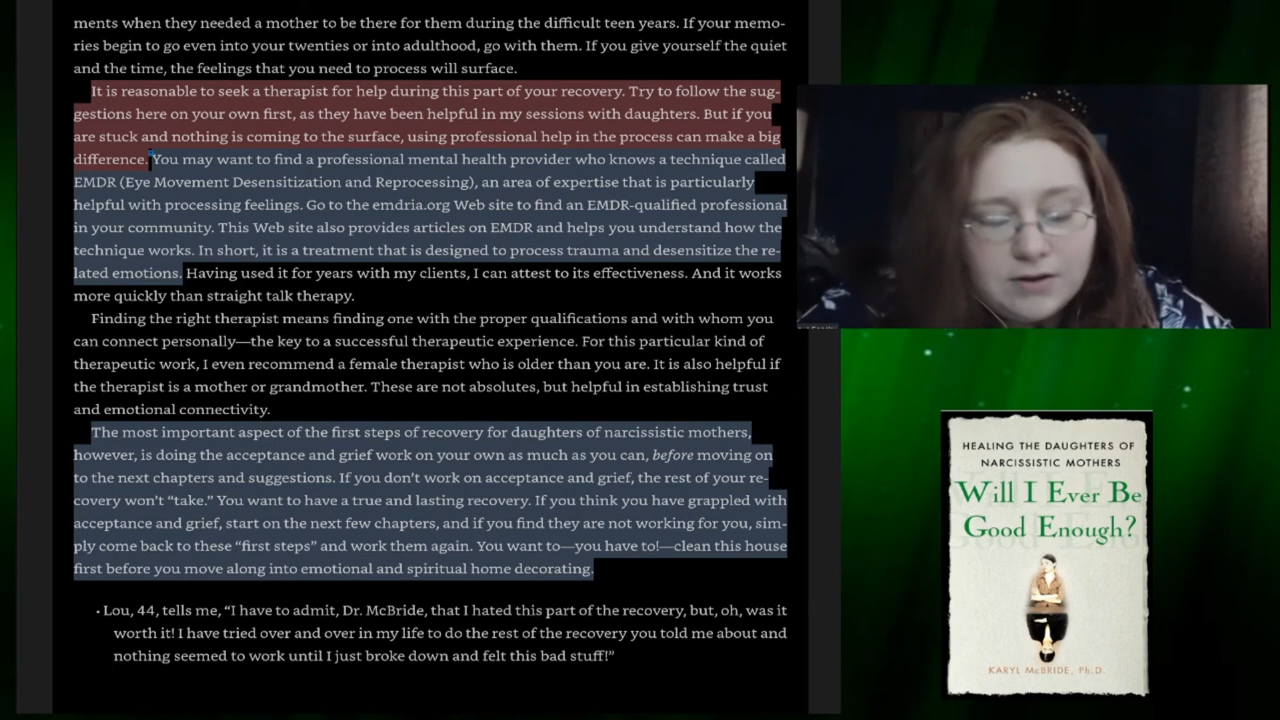 ments when they needed a mother to be there for them during the difficult teen years. If your memo-
ries begin to go even into your twenties or into adulthood, go with them. If you give yourself the quiet
and the time, the feelings that you need to process will surface.
It is reasonable to seek a therapist for help during this part of your recovery. Try to follow the sug-
gestions here on your own first, as they have been helpful in my sessions with daughters. But if you
are stuck and nothing is coming to the surface, using professional help in the process can make a big
difference. You may want to find a professional mental health provider who knows a technique called
EMDR (Eye Movement Desensitization and Reprocessing), an area of expertise that is particularly
helpful with processing feelings. Go to the emdria.org Web site to find an EMDR-qualified professional
in your community. This Web site also provides articles on EMDR and helps you understand how the
technique works. In short, it is a treatment that is designed to process trauma and desensitize the re-
lated emotions. Having used it for years with my clients, I can attest to its effectiveness. And it works
more quickly than straight talk therapy.
Finding the right therapist means finding one with the proper qualifications and with whom you
can connect personally—the key to a successful therapeutic experience. For this particular kind of
therapeutic work, I even recommend a female therapist who is older than you are. It is also helpful if
the therapist is a mother or grandmother. These are not absolutes, but helpful in establishing trust
and emotional connectivity.
The most important aspect of the first steps of recovery for daughters of narcissistic mothers,
however, is doing the acceptance and grief work on your own as much as you can, before moving on
to the next chapters and suggestions. If you don't work on acceptance and grief, the rest of your re-
covery won't “take.” You want to have a true and lasting recovery. If you think you have grappled with
acceptance and grief, start on the next few chapters, and if you find they are not working for you, sim-
ply come back to these “first steps” and work them again. You want to—you have to!—clean this house
first before you move along into emotional and spiritual home decorating.
• Lou, 44, tells me, “I have to admit, Dr. McBride, that I hated this part of the recovery, but, oh, was it
worth it! I have tried over and over in my life to do the rest of the recovery you told me about and
nothing seemed to work until I just broke down and felt this bad stuff!”
HEALING THE DAUGHTERS OF
NARCISSISTIC MOTHERS
Will I Ever Be
Good Enough?
KARYL McBRIDE, Ph.D.